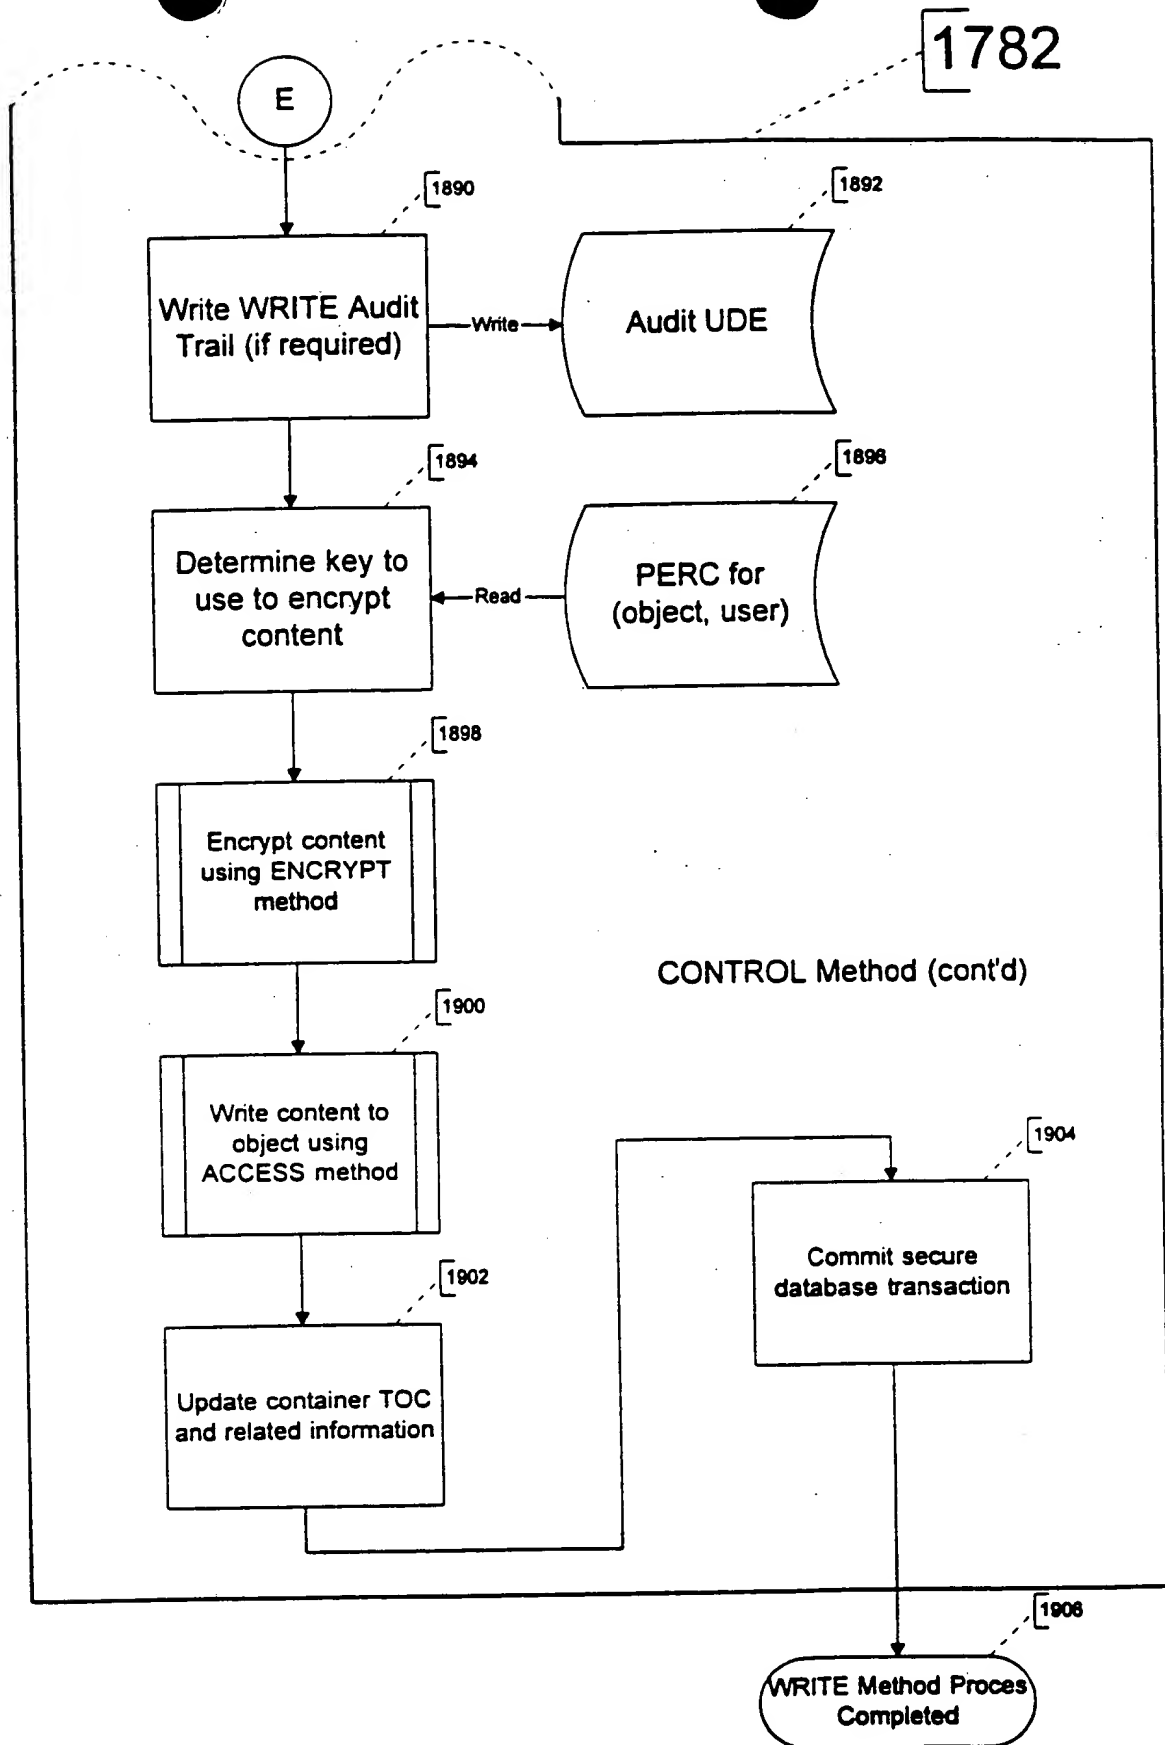 1782
E
1890
1892
Write WRITE Audit
Trail (if required)
Write
Audit UDE
1894
1896
Determine key to
use to encrypt
content
Read
PERC for
(object, user)
1898
Encrypt content
using ENCRYPT
method
CONTROL Method (cont'd)
1900
Write content to
object using
ACCESS method
1904
Commit secure
database transaction
1902
Update container TOC
and related information
1906
WRITE Method Proces
Completed